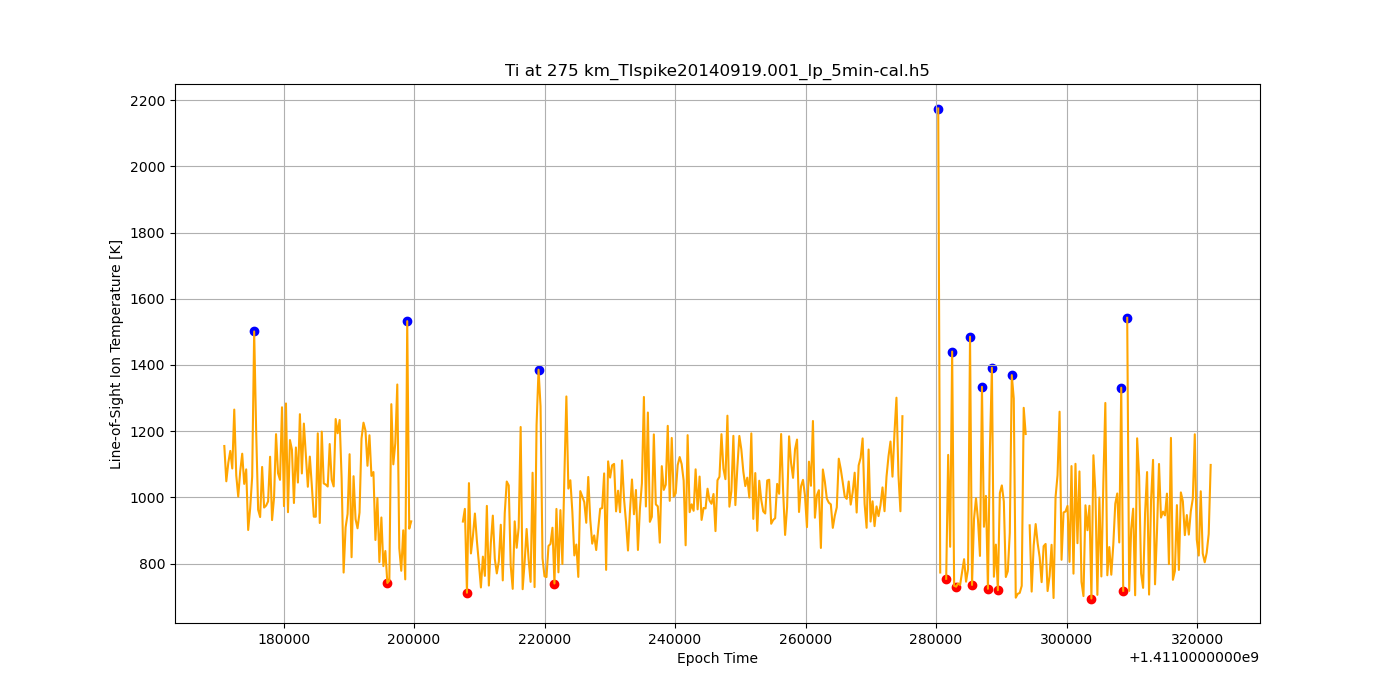 Ti at 275 km_TIspike20140919.001_lp_5min-cal.h5
Line-of-Sight Ion Temperature [K]
2200
2000
1800
1600
1400
1200
1000
800
180000 200000 220000 240000 260000 280000 300000 320000
Epoch Time
+1.4110000000e9